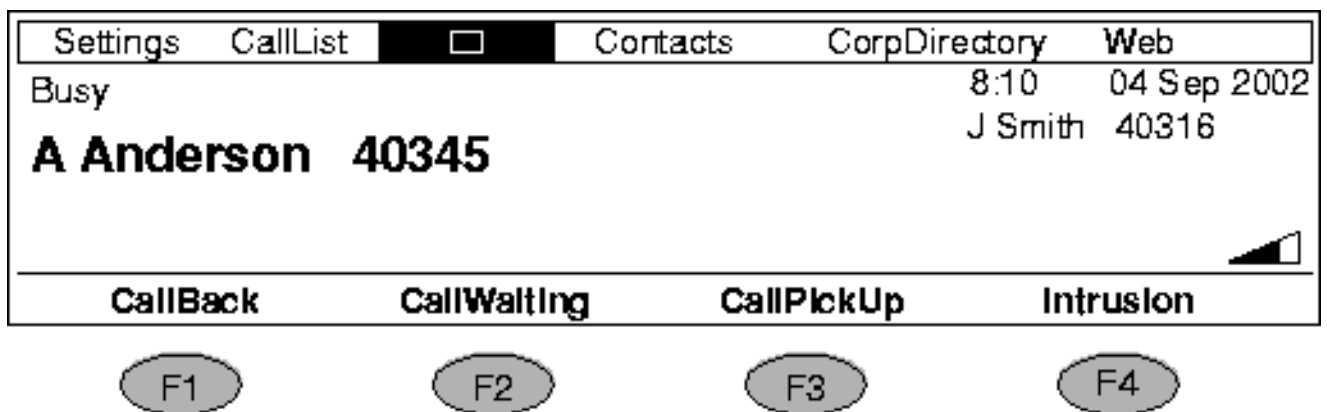 Settings CallList Contacts CorpDirectory Web
Busy 8:10 04 Sep 2002
J Smith 40316
A Anderson 40345
CallBack CallWaiting CallPickUp Intrusion
F1 F2 F3 F4